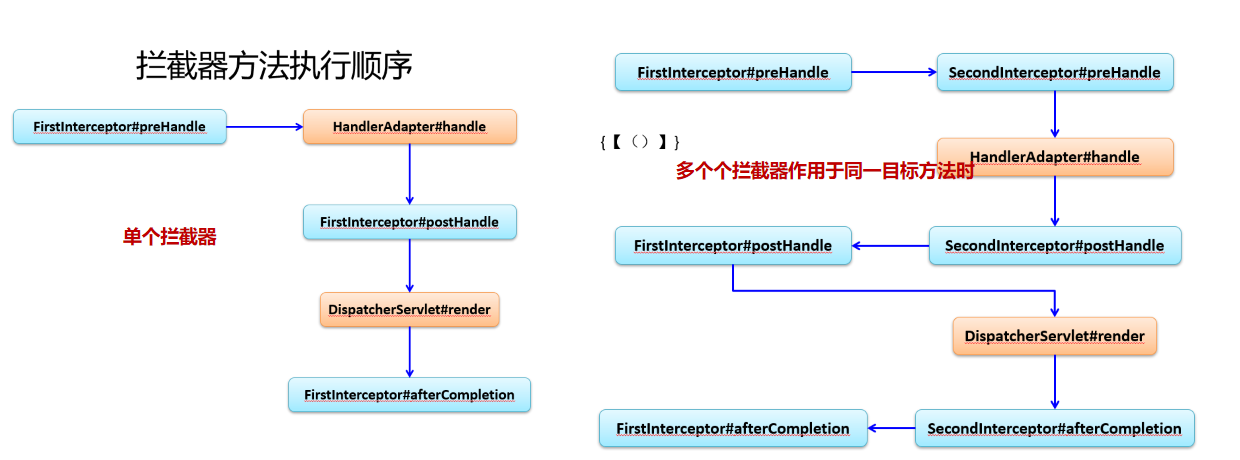 拦截器方法执行顺序
FirstInterceptor#preHandle
HandlerAdapter#handle
单个拦截器
FirstInterceptor#postHandle
DispatcherServlet#render
FirstInterceptor#afterCompletion
FirstInterceptor#preHandle
SecondInterceptor#preHandle
{【（）】}
HandlerAdapter#handle
多个个拦截器作用于同一目标方法时
FirstInterceptor#postHandle
SecondInterceptor#postHandle
DispatcherServlet#render
FirstInterceptor#afterCompletion
SecondInterceptor#afterCompletion